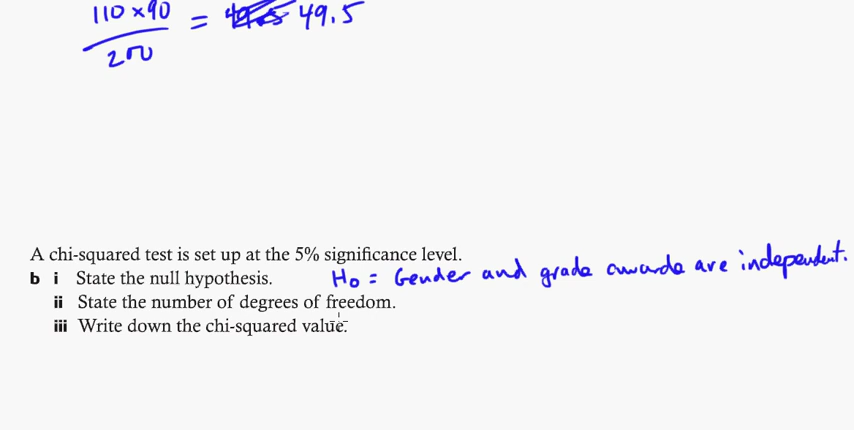 110 × 90 / 200 = 49.5
A chi-squared test is set up at the 5% significance level.
b i State the null hypothesis. H₀ = Gender and grade awards are independent.
ii State the number of degrees of freedom.
iii Write down the chi-squared value.